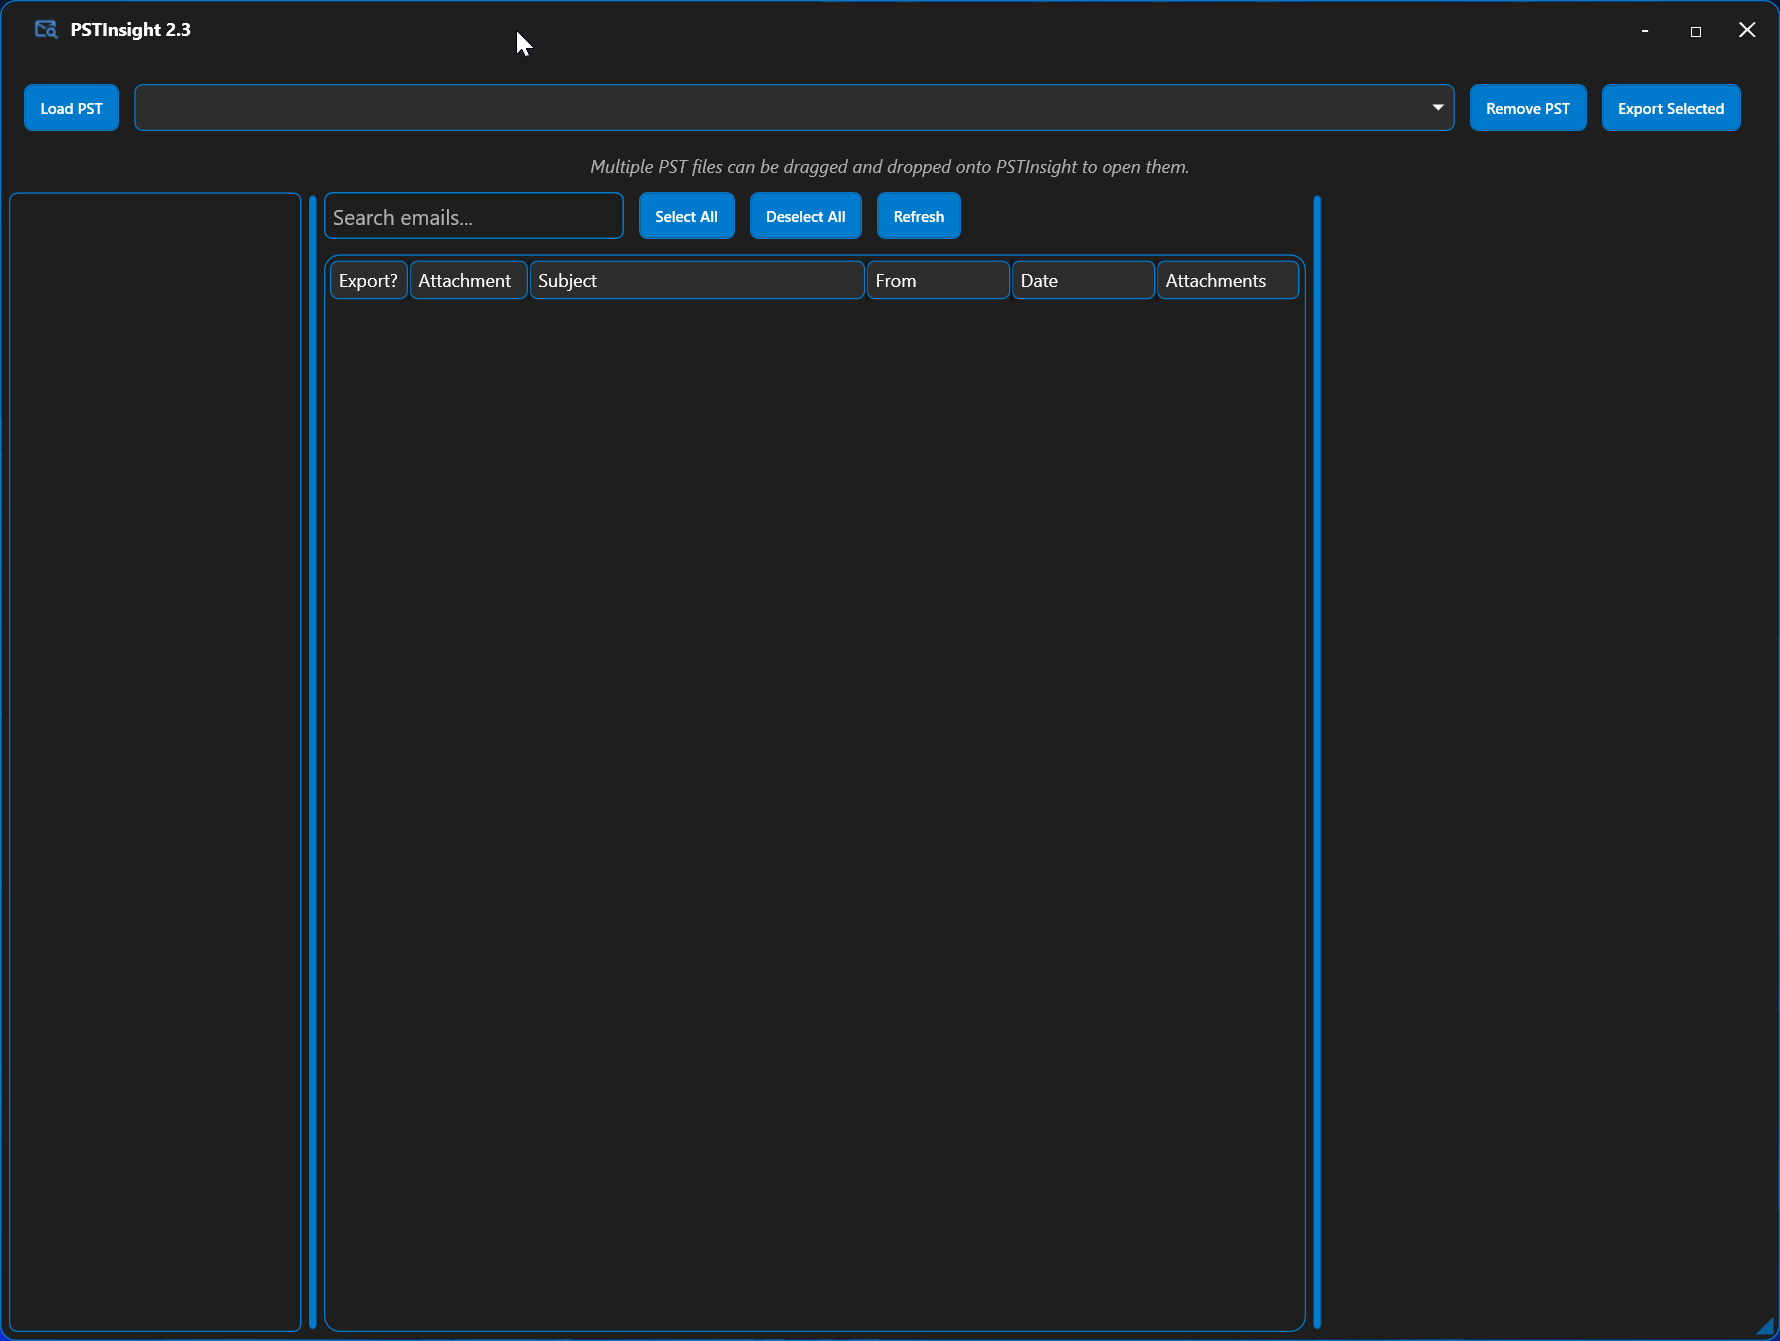 PSTInsight 2.3
Load PST
Remove PST
Export Selected
Multiple PST files can be dragged and dropped onto PSTInsight to open them.
Search emails...
Select All
Deselect All
Refresh
Export?
Attachment
Subject
From
Date
Attachments